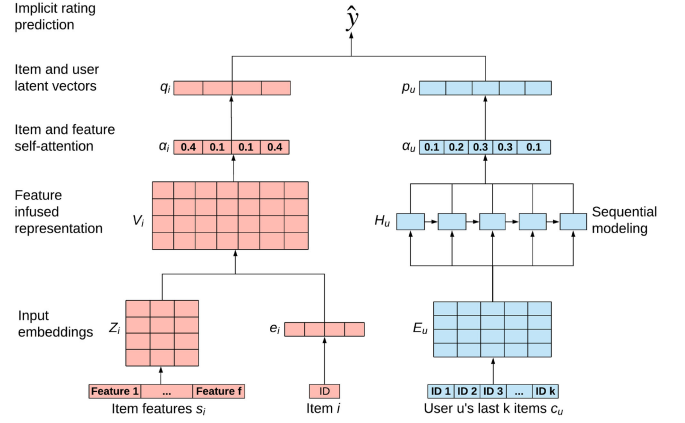 Implicit rating
prediction
ŷ
Item and user
latent vectors
qᵢ
pᵤ
Item and feature
self-attention
αᵢ 0.4 0.1 0.1 0.4
αᵤ 0.1 0.2 0.3 0.3 0.1
Feature
infused
representation
Vᵢ
Hᵤ
Sequential
modeling
Input
embeddings
Zᵢ
eᵢ
Eᵤ
Feature 1 ... Feature f
ID
ID 1 ID 2 ID 3 ... ID k
Item features sᵢ
Item i
User u's last k items cᵤ